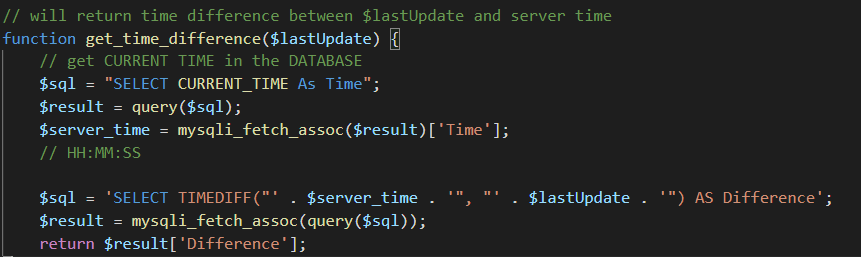 // will return time difference between $lastUpdate and server time
function get_time_difference($lastUpdate) {
// get CURRENT TIME in the DATABASE
$sql = "SELECT CURRENT_TIME As Time";
$result = query($sql);
$server_time = mysqli_fetch_assoc($result)['Time'];
// HH:MM:SS
$sql = 'SELECT TIMEDIFF("' . $server_time . '", "' . $lastUpdate . '") AS Difference';
$result = mysqli_fetch_assoc(query($sql));
return $result['Difference'];